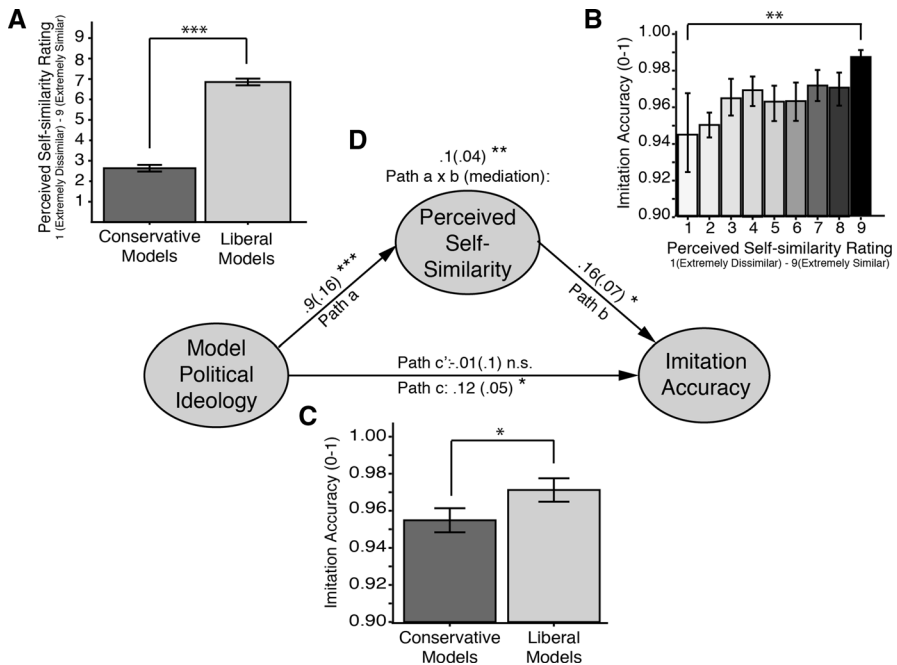 A
Perceived Self-similarity Rating
1 (Extremely Dissimilar) - 9 (Extremely Similar)
9
8
7
6
5
4
3
2
1
***
Conservative
Models
Liberal
Models
B
Imitation Accuracy (0-1)
1.00
0.98
0.96
0.94
0.92
0.90
**
1 2 3 4 5 6 7 8 9
Perceived Self-similarity Rating
1(Extremely Dissimilar) - 9(Extremely Similar)
D
.1(.04) **
Path a x b (mediation):
Perceived
Self-
Similarity
.9(.16) ***
Path a
.16(.07) *
Path b
Model
Political
Ideology
Path c':-.01(.1) n.s.
Path c: .12 (.05) *
Imitation
Accuracy
C
Imitation Accuracy (0-1)
1.00
0.98
0.96
0.94
0.92
0.90
*
Conservative
Models
Liberal
Models